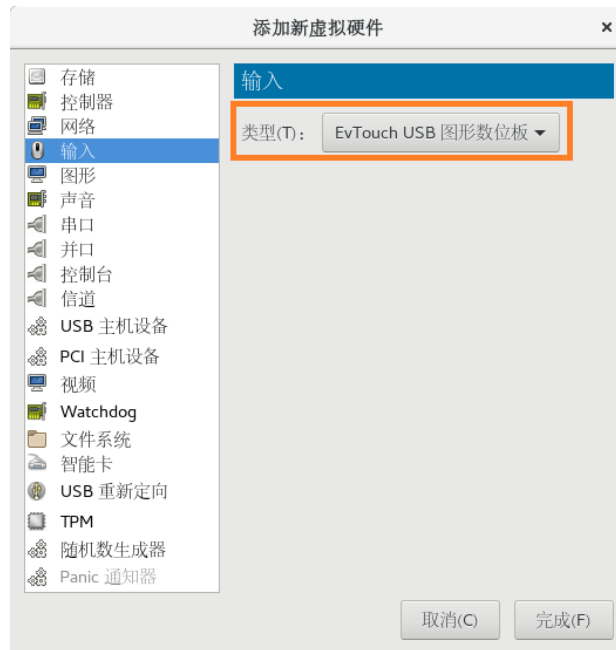 添加新虚拟硬件
存储
控制器
网络
输入
图形
声音
串口
并口
控制台
信道
USB 主机设备
PCI 主机设备
视频
Watchdog
文件系统
智能卡
USB 重新定向
TPM
随机数生成器
Panic 通知器
输入
类型(T)： EvTouch USB 图形数位板
取消(C) 完成(F)